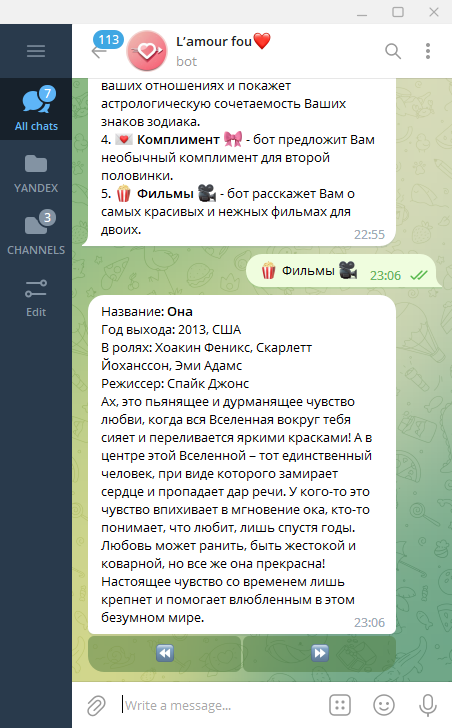 113
L’amour fou❤️
bot
7
All chats
YANDEX
3
CHANNELS
Edit
ваших отношениях и покажет
астрологическую сочетаемость Ваших
знаков зодиака.
4. 💌 Комплимент 🎀 - бот предложит Вам
необычный комплимент для второй
половинки.
5. 🍿 Фильмы 🎥 - бот расскажет Вам о
самых красивых и нежных фильмах для
двоих.
22:55
🍿 Фильмы 🎥 23:06
Название: Она
Год выхода: 2013, США
В ролях: Хоакин Феникс, Скарлетт
Йоханссон, Эми Адамс
Режиссер: Спайк Джонс
Ах, это пьянящее и дурманящее чувство
любви, когда вся Вселенная вокруг тебя
сияет и переливается яркими красками! А в
центре этой Вселенной – тот единственный
человек, при виде которого замирает
сердце и пропадает дар речи. У кого-то это
чувство впихивает в мгновение ока, кто-то
понимает, что любит, лишь спустя годы.
Любовь может ранить, быть жестокой и
коварной, но все же она прекрасна!
Настоящее чувство со временем лишь
крепнет и помогает влюбленным в этом
безумном мире.
23:06
⏪ ⏩
Write a message...